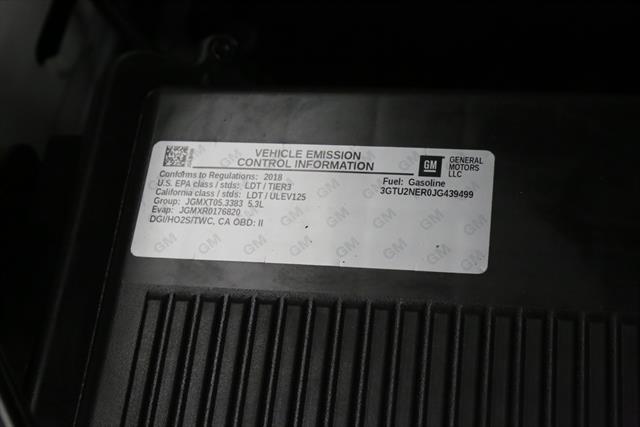 VEHICLE EMISSION
CONTROL INFORMATION
GM
GENERAL
MOTORS
LLC
Conforms to Regulations: 2018
U.S. EPA class / stds: LDT / TIER3
California class / stds: LDT / ULEV125
Group: JGMXT05.3383 5.3L
Evap: JGMXR0176820
DGI/HO2S/TWC, CA OBD: II
Fuel: Gasoline
3GTU2NER0JG439499